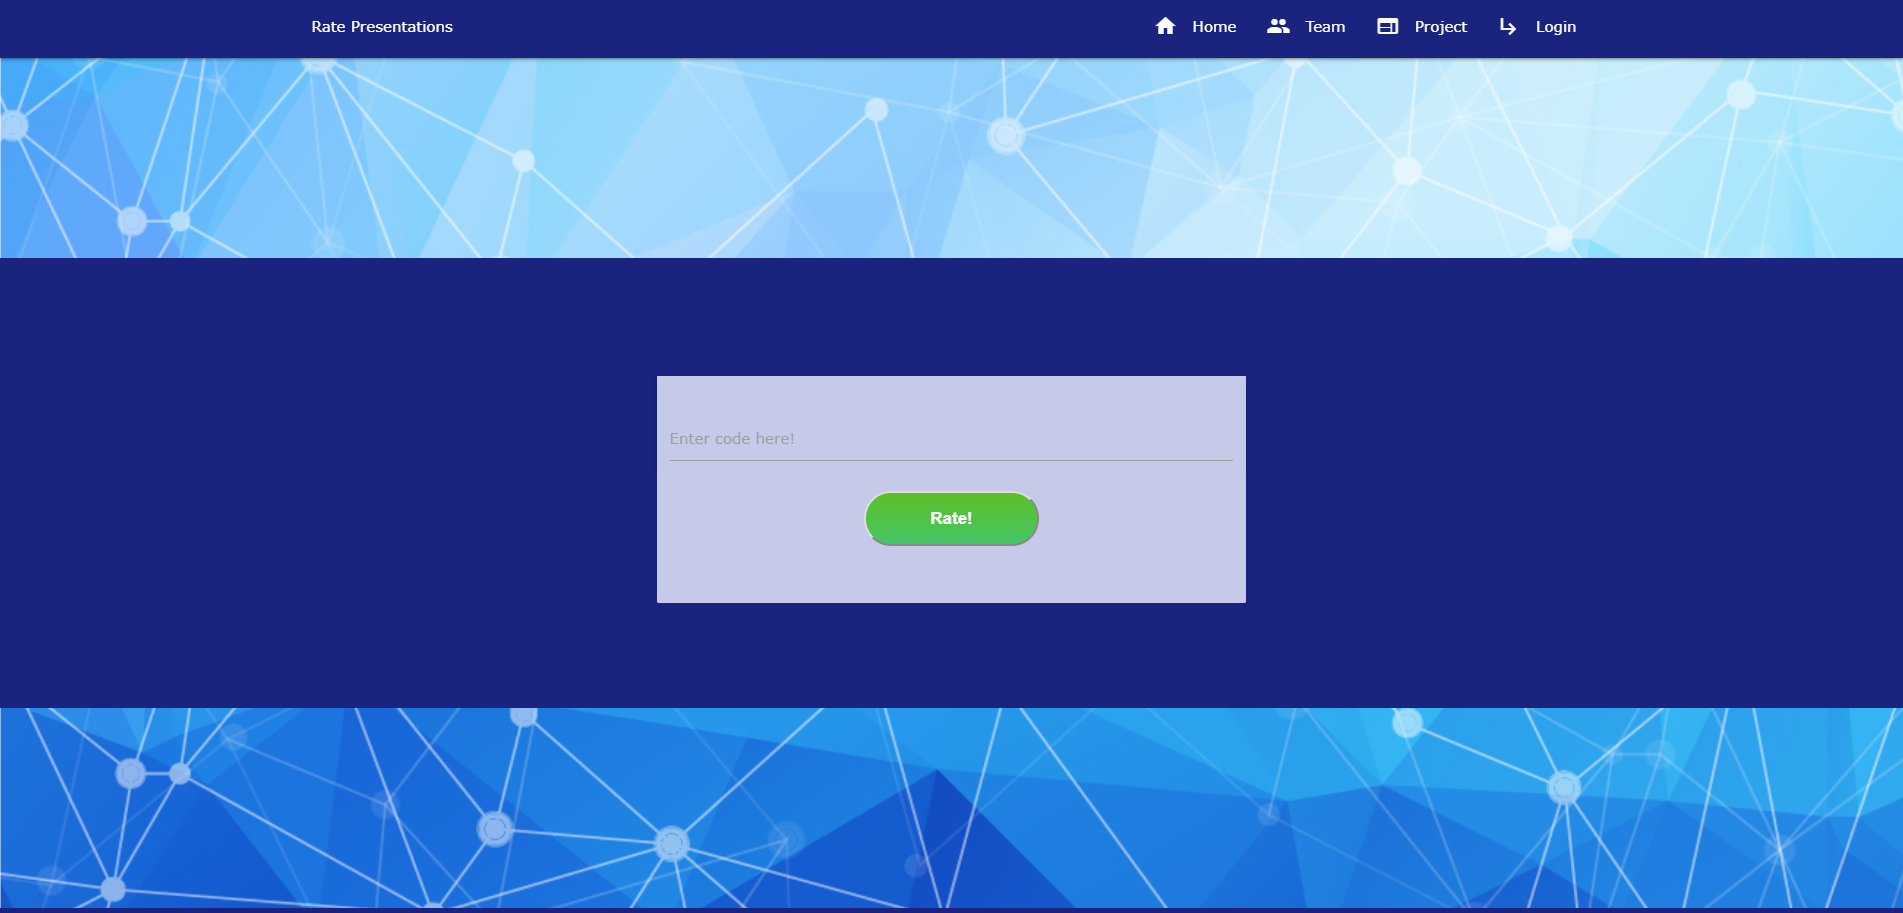 Rate Presentations
Home
Team
Project
Login
Enter code here!
Rate!